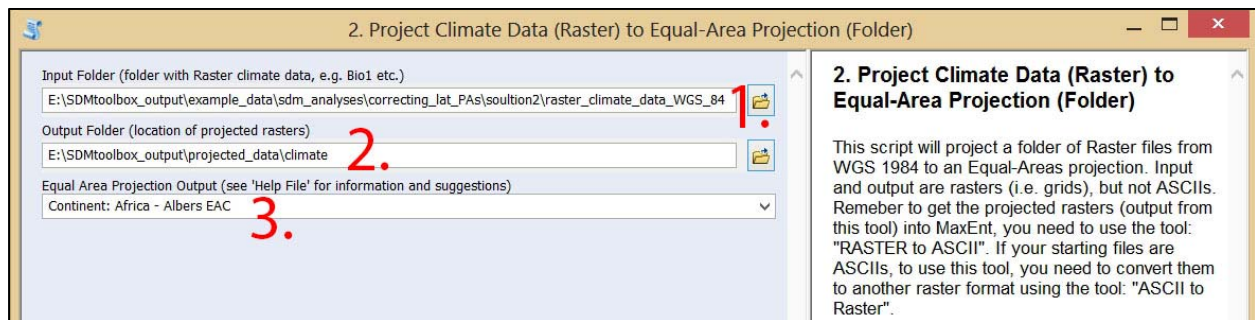 2. Project Climate Data (Raster) to Equal-Area Projection (Folder)
Input Folder (folder with Raster climate data, e.g. Bio1 etc.)
E:\SDMtoolbox_output\example_data\sdm_analyses\correcting_lat_PAs\soultion2\raster_climate_data_WGS_84
1.
Output Folder (location of projected rasters)
E:\SDMtoolbox_output\projected_data\climate
2.
Equal Area Projection Output (see 'Help File' for information and suggestions)
Continent: Africa - Albers EAC
3.
2. Project Climate Data (Raster) to
Equal-Area Projection (Folder)
This script will project a folder of Raster files from
WGS 1984 to an Equal-Areas projection. Input
and output are rasters (i.e. grids), but not ASCIIs.
Remeber to get the projected rasters (output from
this tool) into MaxEnt, you need to use the tool:
"RASTER to ASCII". If your starting files are
ASCIIs, to use this tool, you need to convert them
to another raster format using the tool: "ASCII to
Raster".